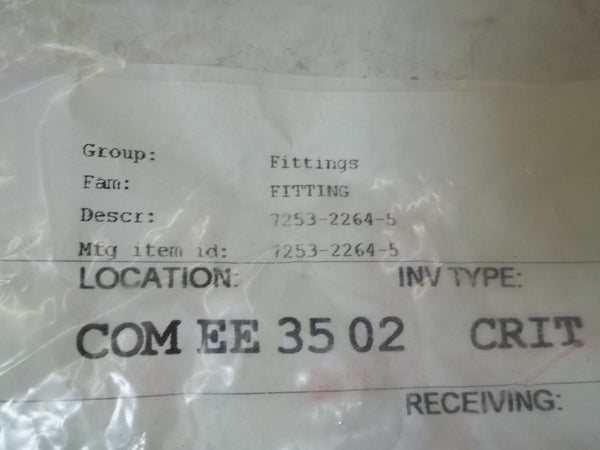 Group: Fittings
Fam: FITTING
Descr: 7253-2264-5
Mtg item id: 7253-2264-5
LOCATION: INV TYPE:
COM EE 35 02 CRIT
RECEIVING: